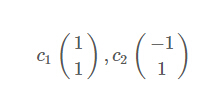 c₁ (1 1), c₂ (−1 1)